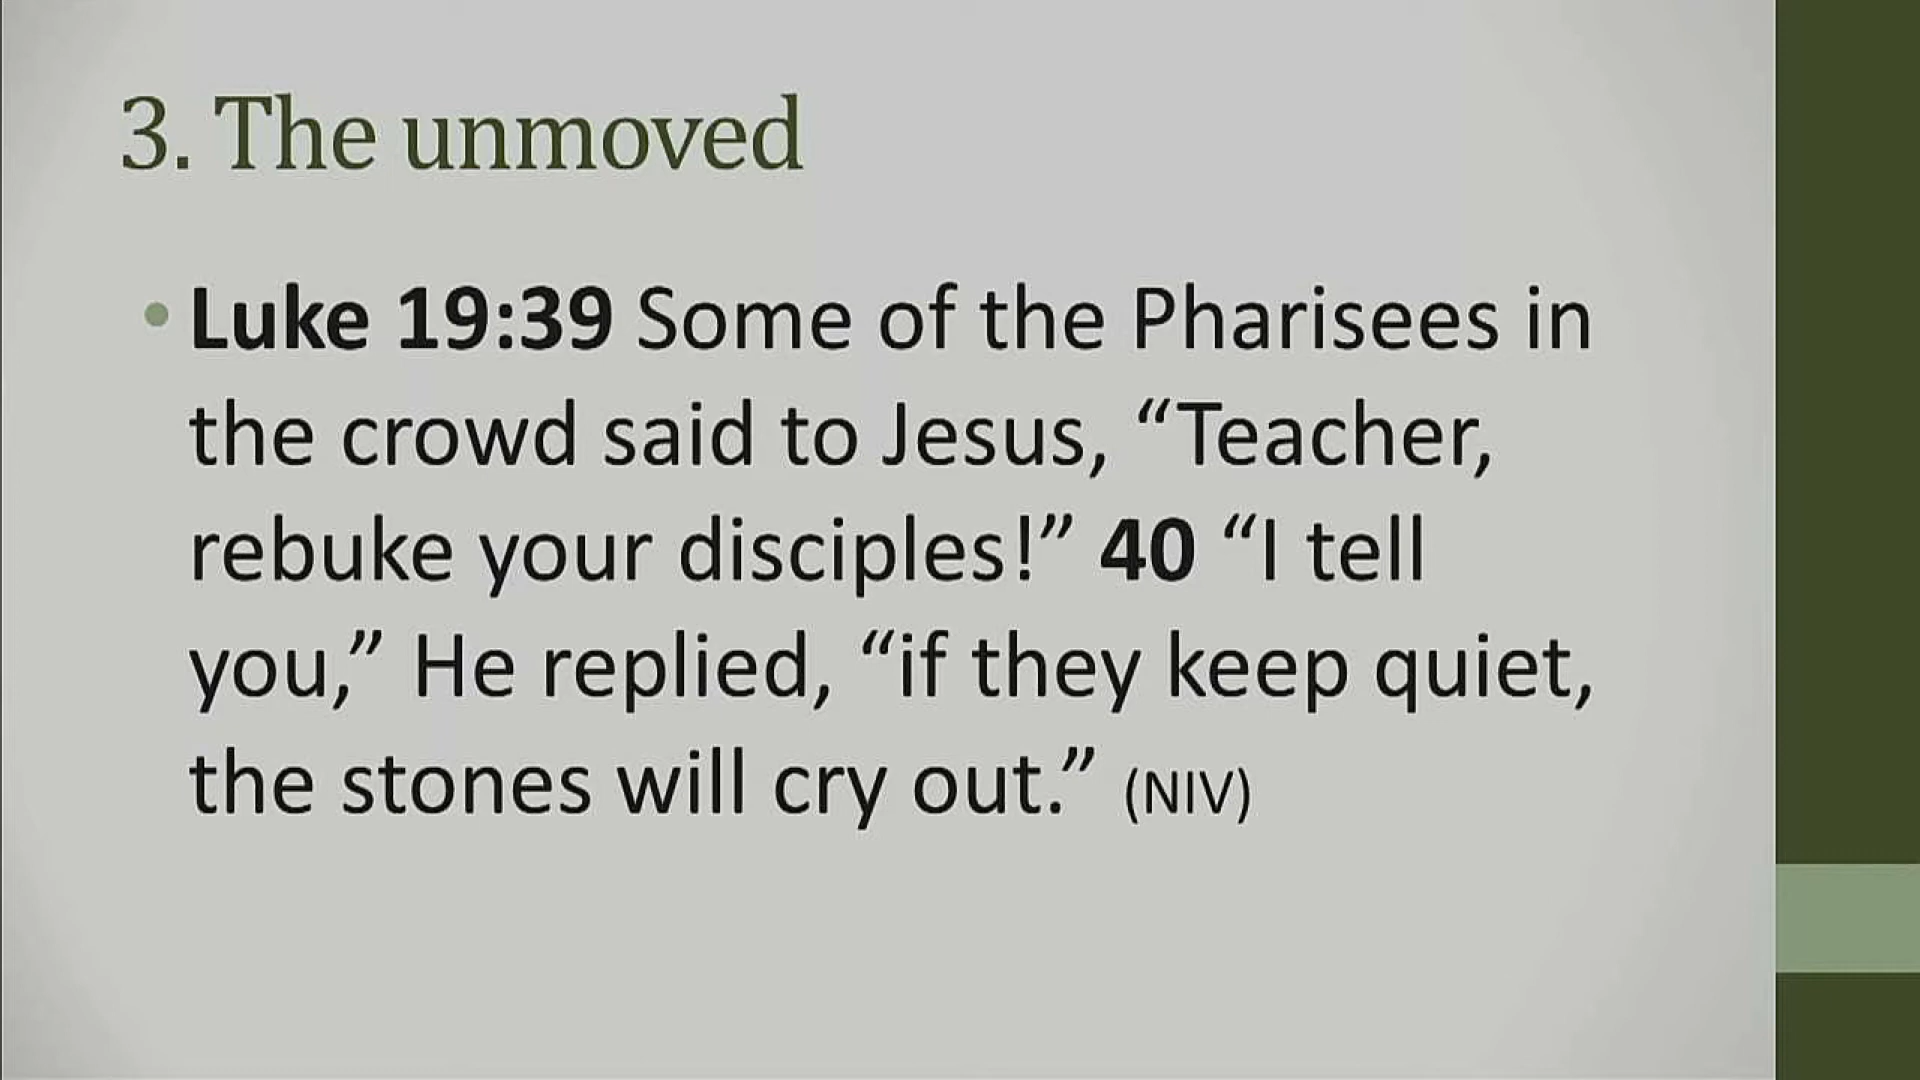 3. The unmoved
• Luke 19:39 Some of the Pharisees in
the crowd said to Jesus, “Teacher,
rebuke your disciples!” 40 “I tell
you,” He replied, “if they keep quiet,
the stones will cry out.” (NIV)